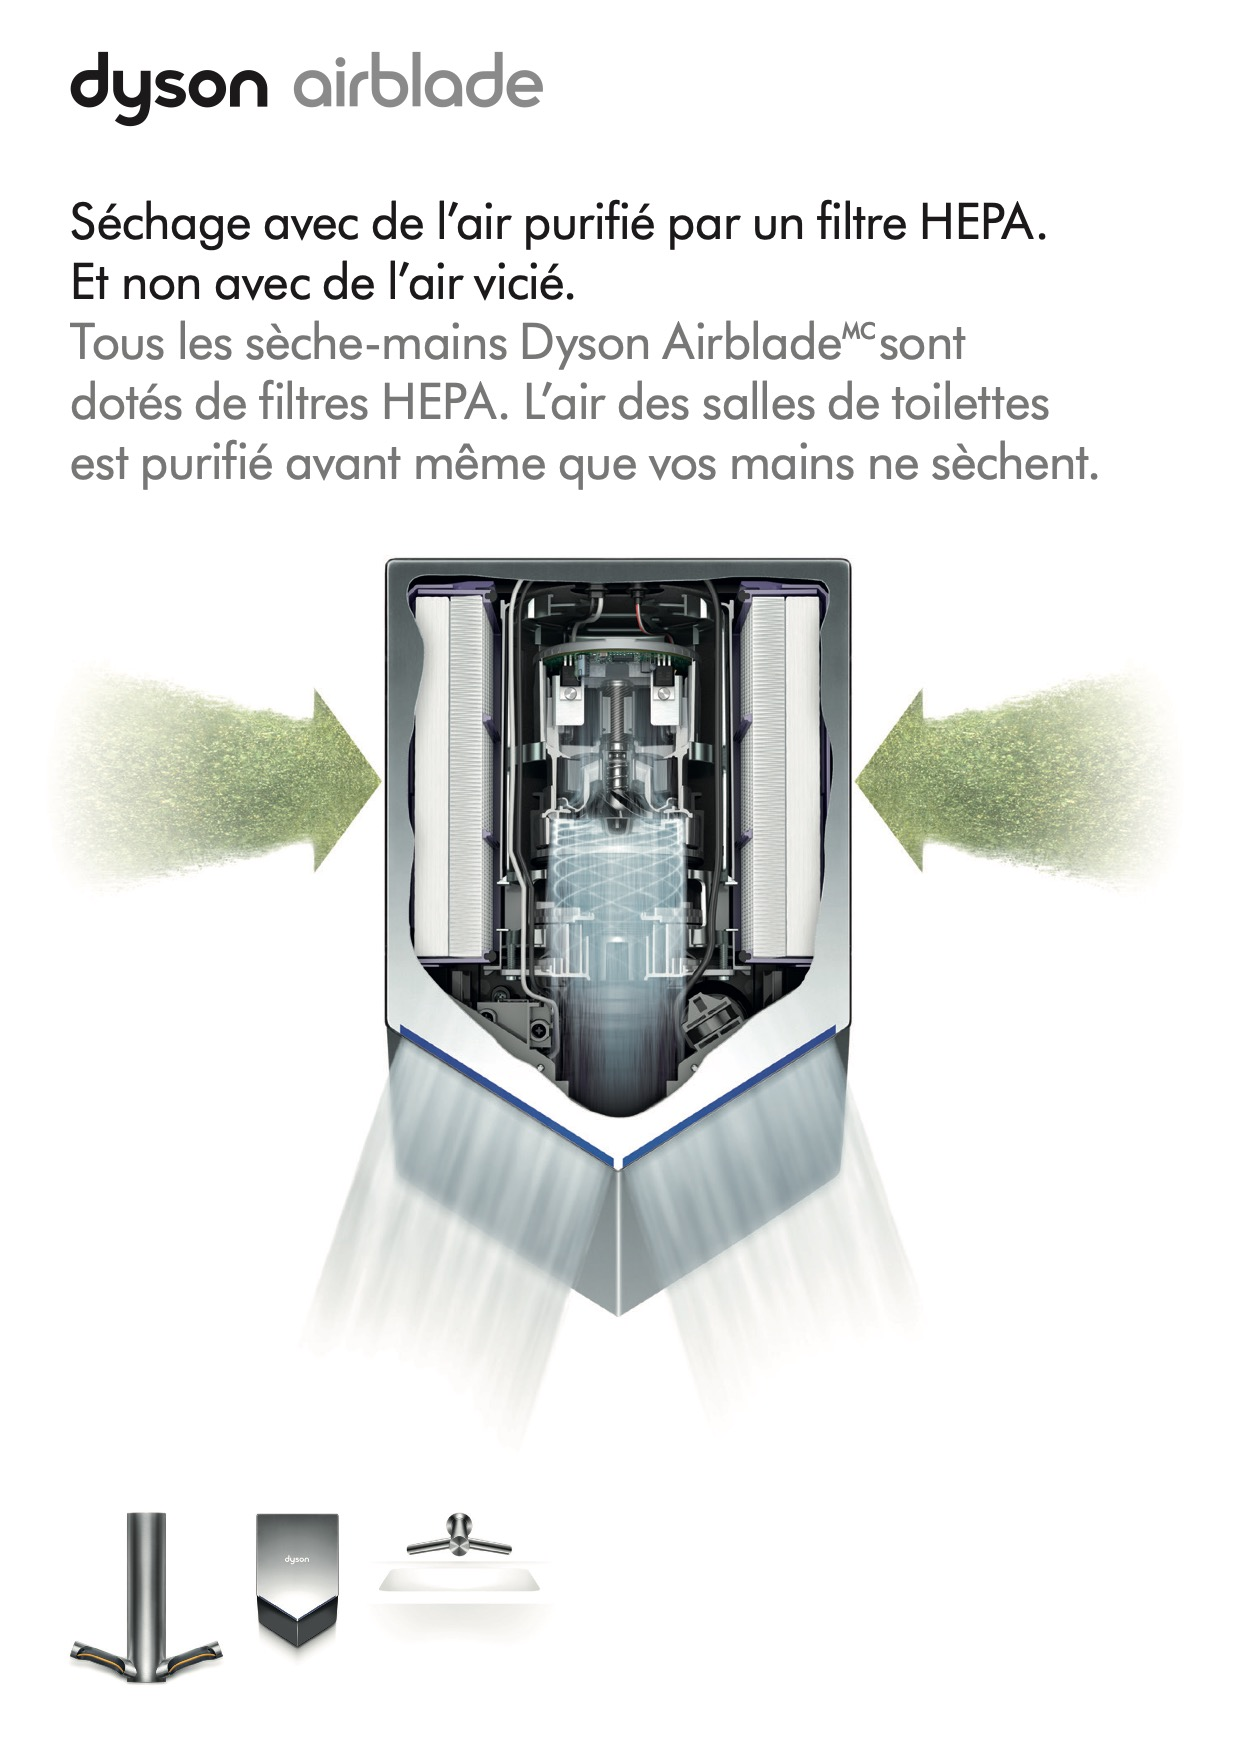 dyson airblade
Séchage avec de l’air purifié par un filtre HEPA.
Et non avec de l’air vicié.
Tous les sèche-mains Dyson Airblade ᴹᶜ sont
dotés de filtres HEPA. L’air des salles de toilettes
est purifié avant même que vos mains ne sèchent.
dyson